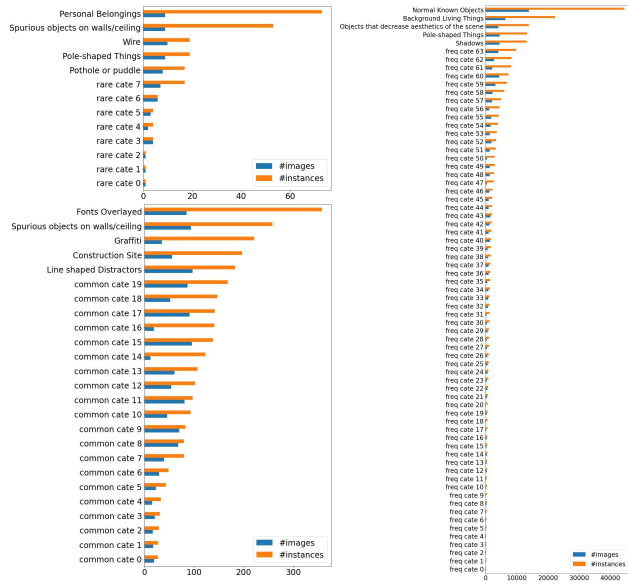 Personal Belongings
Spurious objects on walls/ceiling
Wire
Pole-shaped Things
Pothole or puddle
rare cate 7
rare cate 6
rare cate 5
rare cate 4
rare cate 3
rare cate 2
rare cate 1
rare cate 0
#images
#instances
0 20 40 60
Fonts Overlayed
Spurious objects on walls/ceiling
Graffiti
Construction Site
Line shaped Distractors
common cate 19
common cate 18
common cate 17
common cate 16
common cate 15
common cate 14
common cate 13
common cate 12
common cate 11
common cate 10
common cate 9
common cate 8
common cate 7
common cate 6
common cate 5
common cate 4
common cate 3
common cate 2
common cate 1
common cate 0
#images
#instances
0 100 200 300
Normal Known Objects
Background Living Things
Objects that decrease aesthetics of the scene
Pole-shaped Things
Shadows
freq cate 63
freq cate 62
freq cate 61
freq cate 60
freq cate 59
freq cate 58
freq cate 57
freq cate 56
freq cate 55
freq cate 54
freq cate 53
freq cate 52
freq cate 51
freq cate 50
freq cate 49
freq cate 48
freq cate 47
freq cate 46
freq cate 45
freq cate 44
freq cate 43
freq cate 42
freq cate 41
freq cate 40
freq cate 39
freq cate 38
freq cate 37
freq cate 36
freq cate 35
freq cate 34
freq cate 33
freq cate 32
freq cate 31
freq cate 30
freq cate 29
freq cate 28
freq cate 27
freq cate 26
freq cate 25
freq cate 24
freq cate 23
freq cate 22
freq cate 21
freq cate 20
freq cate 19
freq cate 18
freq cate 17
freq cate 16
freq cate 15
freq cate 14
freq cate 13
freq cate 12
freq cate 11
freq cate 10
freq cate 9
freq cate 8
freq cate 7
freq cate 6
freq cate 5
freq cate 4
freq cate 3
freq cate 2
freq cate 1
freq cate 0
#images
#instances
0 10000 20000 30000 40000